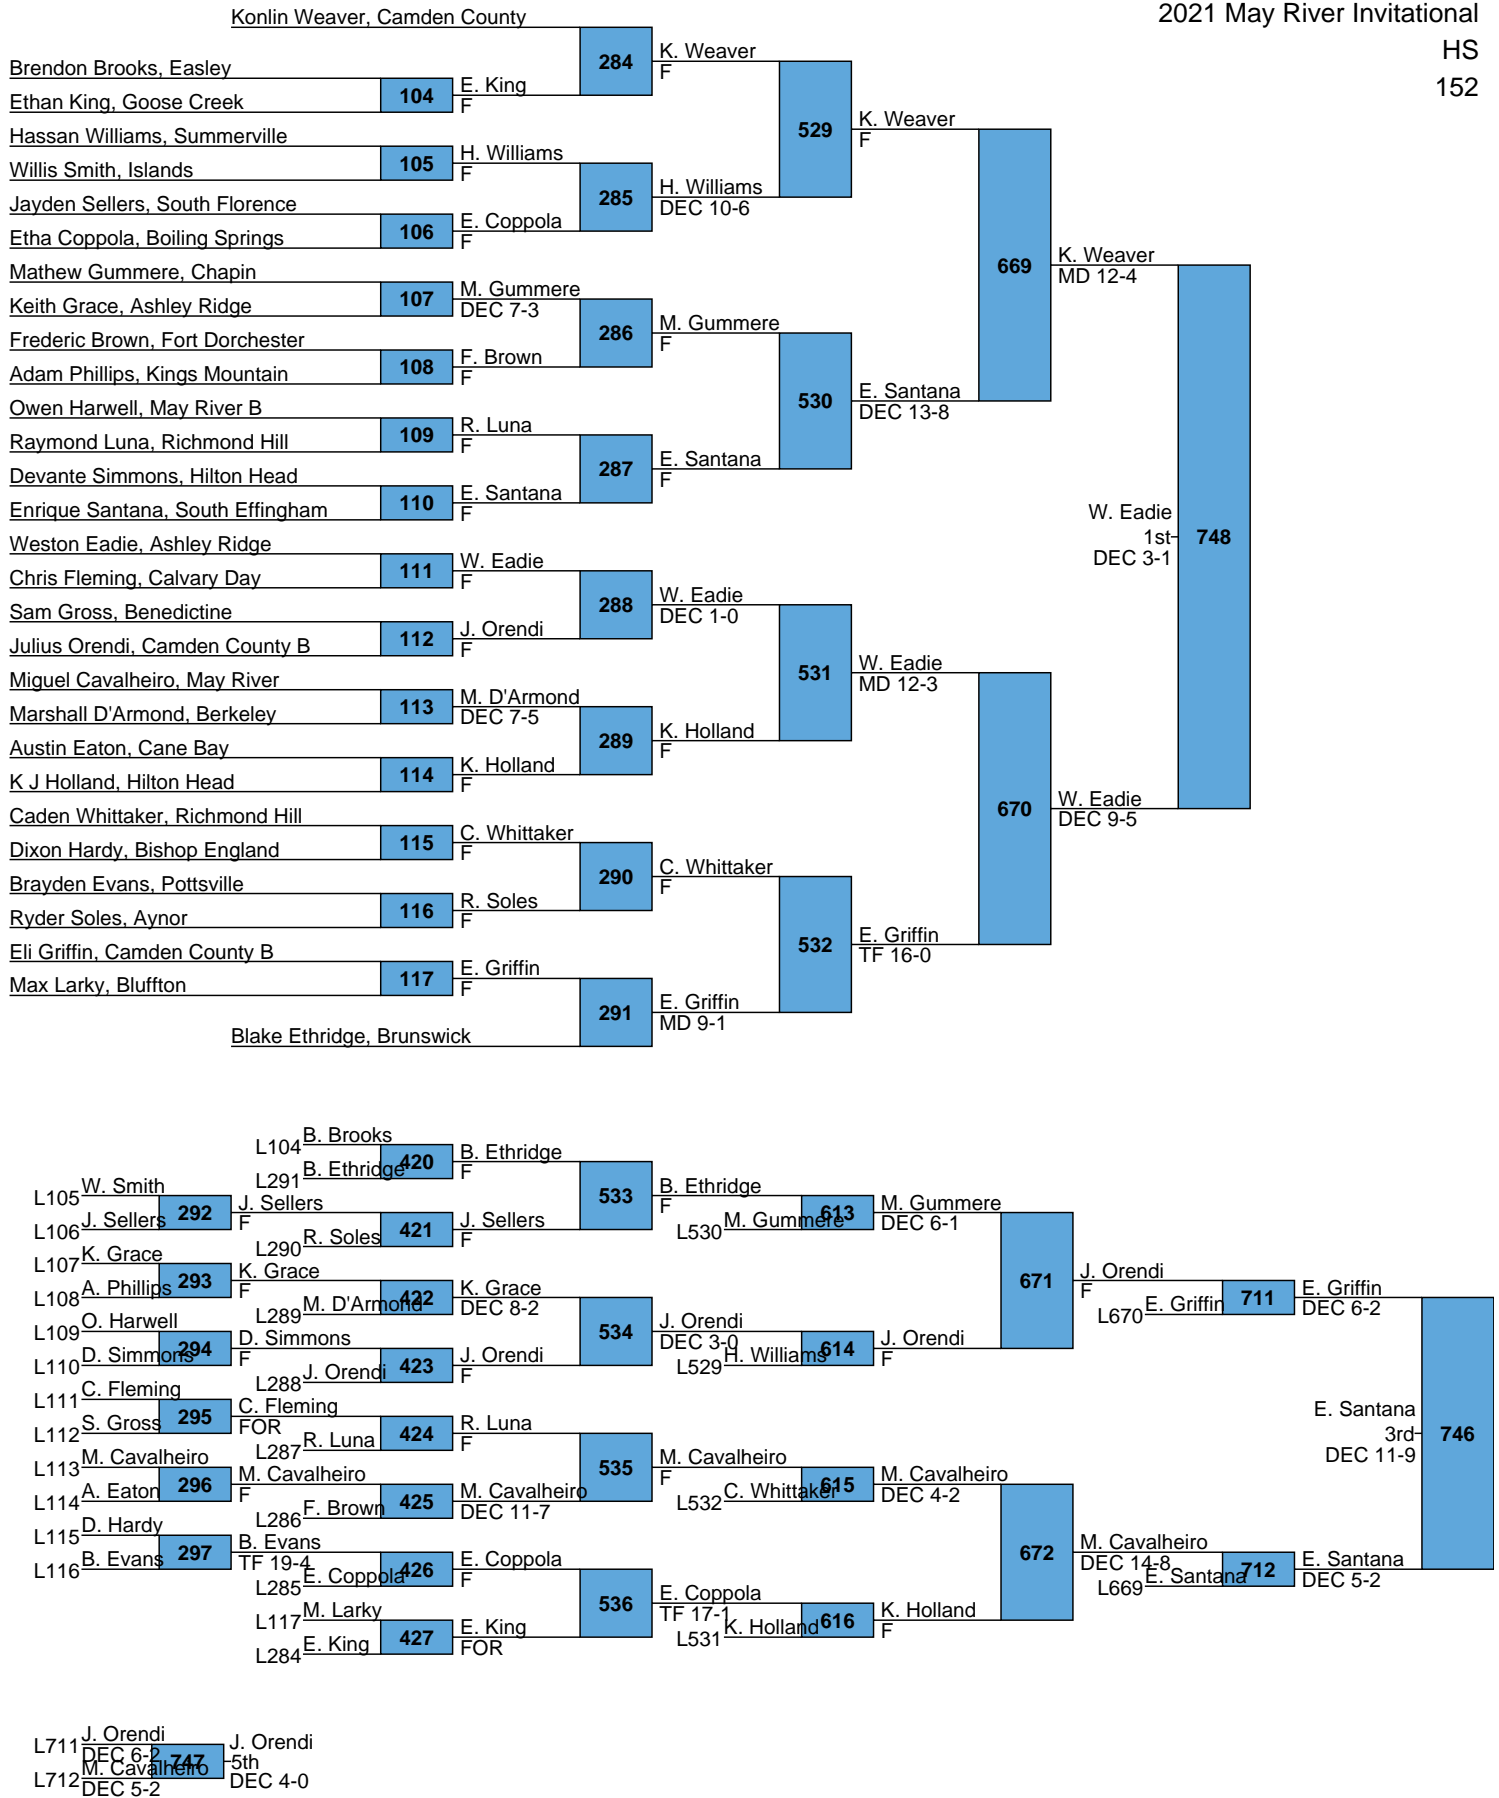 2021 May River Invitational
HS
152
Konlin Weaver, Camden County
284
K. Weaver
F
Brendon Brooks, Easley
104
E. King
F
Ethan King, Goose Creek
529
K. Weaver
F
Hassan Williams, Summerville
105
H. Williams
F
Willis Smith, Islands
285
H. Williams
DEC 10-6
Jayden Sellers, South Florence
106
E. Coppola
F
Etha Coppola, Boiling Springs
669
K. Weaver
MD 12-4
Mathew Gummere, Chapin
107
M. Gummere
DEC 7-3
Keith Grace, Ashley Ridge
286
M. Gummere
F
Frederic Brown, Fort Dorchester
108
F. Brown
F
Adam Phillips, Kings Mountain
530
E. Santana
DEC 13-8
Owen Harwell, May River B
109
R. Luna
F
Raymond Luna, Richmond Hill
287
E. Santana
F
Devante Simmons, Hilton Head
110
E. Santana
F
Enrique Santana, South Effingham
W. Eadie
1st
DEC 3-1
748
Weston Eadie, Ashley Ridge
111
W. Eadie
F
Chris Fleming, Calvary Day
288
W. Eadie
DEC 1-0
Sam Gross, Benedictine
112
J. Orendi
F
Julius Orendi, Camden County B
531
W. Eadie
MD 12-3
Miguel Cavalheiro, May River
113
M. D'Armond
DEC 7-5
Marshall D'Armond, Berkeley
289
K. Holland
F
Austin Eaton, Cane Bay
114
K. Holland
F
K J Holland, Hilton Head
670
W. Eadie
DEC 9-5
Caden Whittaker, Richmond Hill
115
C. Whittaker
F
Dixon Hardy, Bishop England
290
C. Whittaker
F
Brayden Evans, Pottsville
116
R. Soles
F
Ryder Soles, Aynor
532
E. Griffin
TF 16-0
Eli Griffin, Camden County B
117
E. Griffin
F
Max Larky, Bluffton
291
E. Griffin
MD 9-1
Blake Ethridge, Brunswick
L104 B. Brooks
420
B. Ethridge
F
L291 B. Ethridge
L105 W. Smith
292
J. Sellers
F
L106 J. Sellers
421
J. Sellers
F
L290 R. Soles
533
B. Ethridge
F
613
M. Gummere
DEC 6-1
L530 M. Gummere
L107 K. Grace
293
K. Grace
F
L108 A. Phillips
422
K. Grace
DEC 8-2
L289 M. D'Armond
671
J. Orendi
F
711
E. Griffin
DEC 6-2
L670 E. Griffin
L109 O. Harwell
294
D. Simmons
F
L110 D. Simmons
423
J. Orendi
F
L288 J. Orendi
534
J. Orendi
DEC 3-0
614
J. Orendi
F
L529 H. Williams
L111 C. Fleming
295
C. Fleming
FOR
L112 S. Gross
424
R. Luna
F
L287 R. Luna
535
M. Cavalheiro
F
E. Santana
3rd
DEC 11-9
746
L113 M. Cavalheiro
296
M. Cavalheiro
F
L114 A. Eaton
425
M. Cavalheiro
DEC 11-7
L286 F. Brown
615
M. Cavalheiro
DEC 4-2
L532 C. Whittaker
L115 D. Hardy
297
B. Evans
TF 19-4
L116 B. Evans
426
E. Coppola
F
L285 E. Coppola
672
M. Cavalheiro
DEC 14-8
712
E. Santana
DEC 5-2
L669 E. Santana
536
E. Coppola
TF 17-1
616
K. Holland
F
L531 K. Holland
L117 M. Larky
427
E. King
FOR
L284 E. King
L711 J. Orendi
DEC 6-2
747
J. Orendi
5th
DEC 4-0
L712 M. Cavalheiro
DEC 5-2